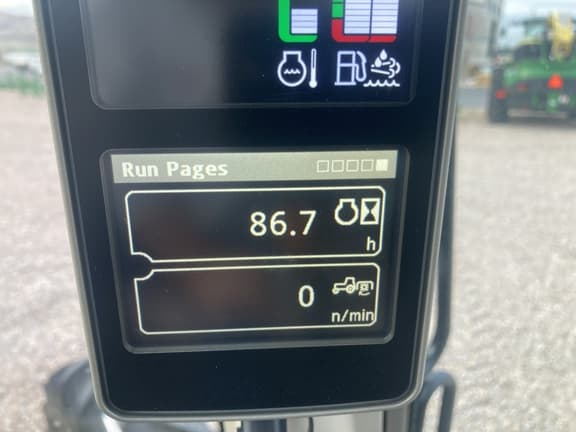 Run Pages
86.7
h
0
n/min